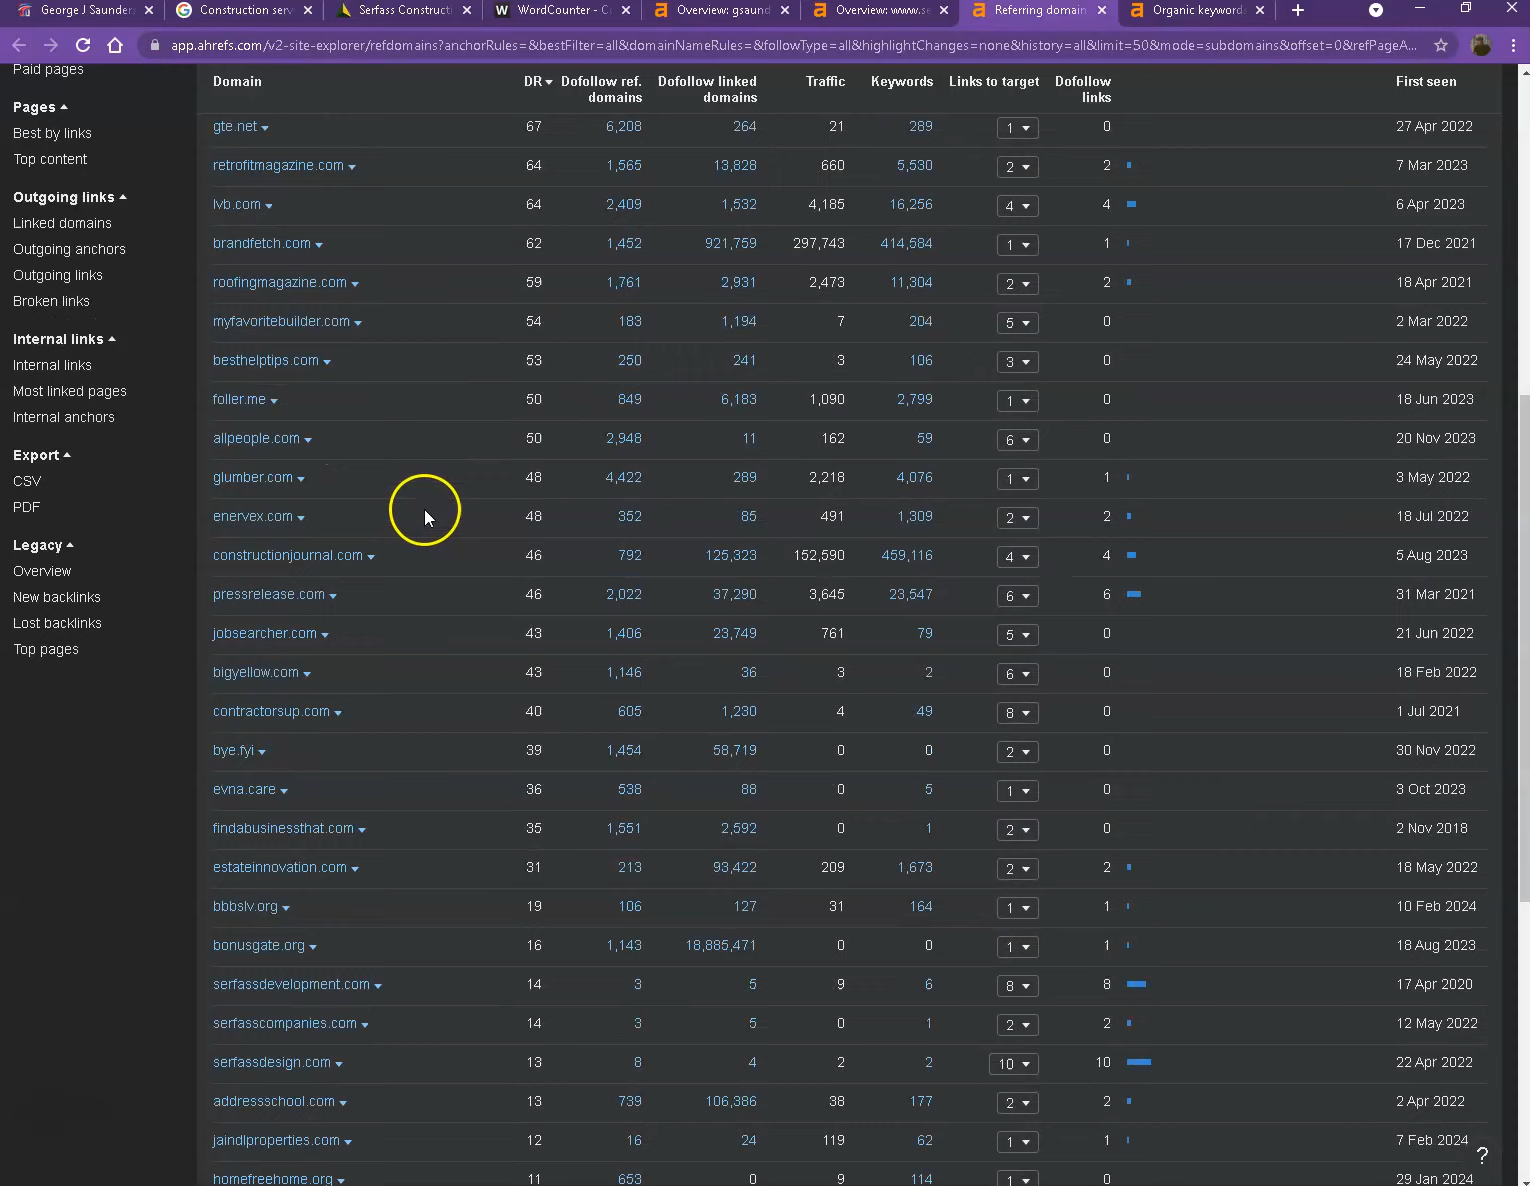 George J Saunders
Construction serv
Serfass Constructi
W WordCounter - C
Overview: gsaund
Overview: www.se
Referring domain
Organic keyword
app.ahrefs.com/v2-site-explorer/refdomains?anchorRules=&bestFilter=all&domainNameRules=&followType=all&highlightChanges=none&history=all&limit=50&mode=subdomains&offset=0&refPageA...
Paid pages
Pages
Best by links
Top content
Outgoing links
Linked domains
Outgoing anchors
Outgoing links
Broken links
Internal links
Internal links
Most linked pages
Internal anchors
Export
CSV
PDF
Legacy
Overview
New backlinks
Lost backlinks
Top pages
Domain DR Dofollow ref. domains Dofollow linked domains Traffic Keywords Links to target Dofollow links First seen
gte.net 67 6,208 264 21 289 1 0 27 Apr 2022
retrofitmagazine.com 64 1,565 13,828 660 5,530 2 2 7 Mar 2023
lvb.com 64 2,409 1,532 4,185 16,256 4 4 6 Apr 2023
brandfetch.com 62 1,452 921,759 297,743 414,584 1 1 17 Dec 2021
roofingmagazine.com 59 1,761 2,931 2,473 11,304 2 2 18 Apr 2021
myfavoritebuilder.com 54 183 1,194 7 204 5 0 2 Mar 2022
besthelptips.com 53 250 241 3 106 3 0 24 May 2022
foller.me 50 849 6,183 1,090 2,799 1 0 18 Jun 2023
allpeople.com 50 2,948 11 162 59 6 0 20 Nov 2023
glumber.com 48 4,422 289 2,218 4,076 1 1 3 May 2022
enervex.com 48 352 85 491 1,309 2 2 18 Jul 2022
constructionjournal.com 46 792 125,323 152,590 459,116 4 4 5 Aug 2023
pressrelease.com 46 2,022 37,290 3,645 23,547 6 6 31 Mar 2021
jobsearcher.com 43 1,406 23,749 761 79 5 0 21 Jun 2022
bigyellow.com 43 1,146 36 3 2 6 0 18 Feb 2022
contractorsup.com 40 605 1,230 4 49 8 0 1 Jul 2021
bye.fyi 39 1,454 58,719 0 0 2 0 30 Nov 2022
evna.care 36 538 88 0 5 1 0 3 Oct 2023
findabusinessthat.com 35 1,551 2,592 0 1 2 0 2 Nov 2018
estateinnovation.com 31 213 93,422 209 1,673 2 2 18 May 2022
bbbslv.org 19 106 127 31 164 1 1 10 Feb 2024
bonusgate.org 16 1,143 18,885,471 0 0 1 1 18 Aug 2023
serfassdevelopment.com 14 3 5 9 6 8 8 17 Apr 2020
serfasscompanies.com 14 3 5 0 1 2 2 12 May 2022
serfassdesign.com 13 8 4 2 2 10 10 22 Apr 2022
addressschool.com 13 739 106,386 38 177 2 2 2 Apr 2022
jaindlproperties.com 12 16 24 119 62 1 1 7 Feb 2024
homefreehome.org 11 653 0 9 114 1 0 29 Jan 2024
?